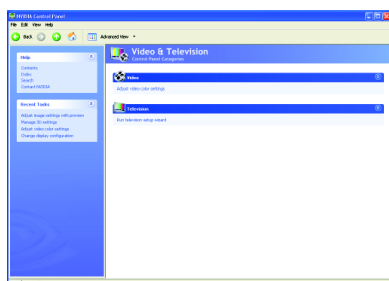 NVIDIA Control Panel
File Edit View Help
Back Advanced View
Help
Contents
Index
Search
Contact NVIDIA
Recent Tasks
Adjust image settings with preview
Manage 3D settings
Adjust video color settings
Change display configuration
Video & Television
Control Panel Categories
Video
Adjust video color settings
Television
Run television setup wizard